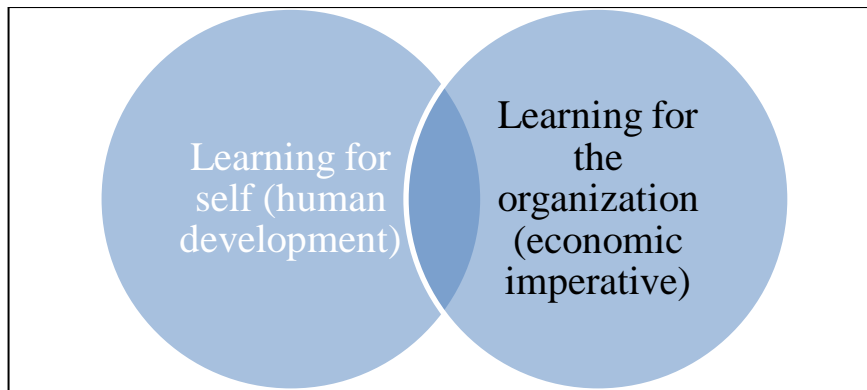 Learning for
self (human
development)
Learning for
the
organization
(economic
imperative)